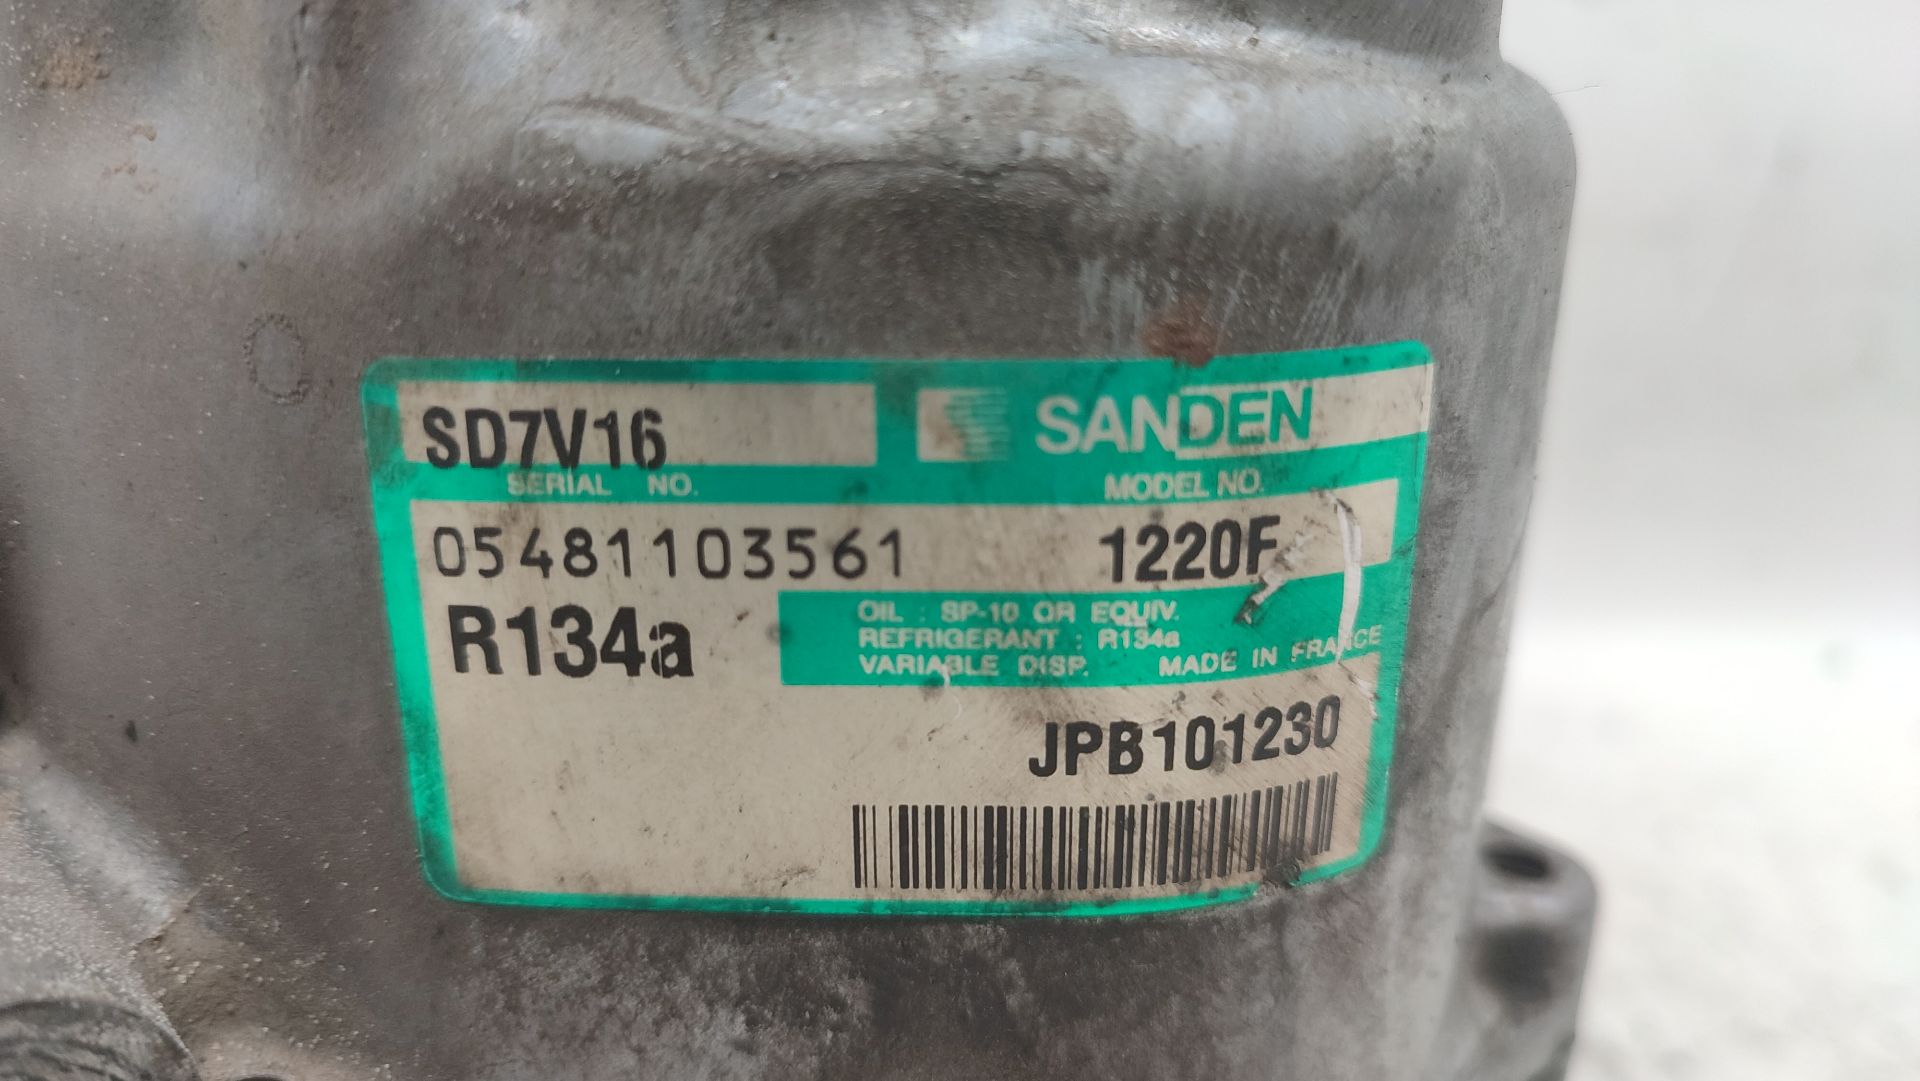 SD7V16 SANDEN
SERIAL NO. MODEL NO.
05481103561 1220F
R134a
OIL : SP-10 OR EQUIV.
REFRIGERANT : R134a
VARIABLE DISP. MADE IN FRANCE
JPB101230